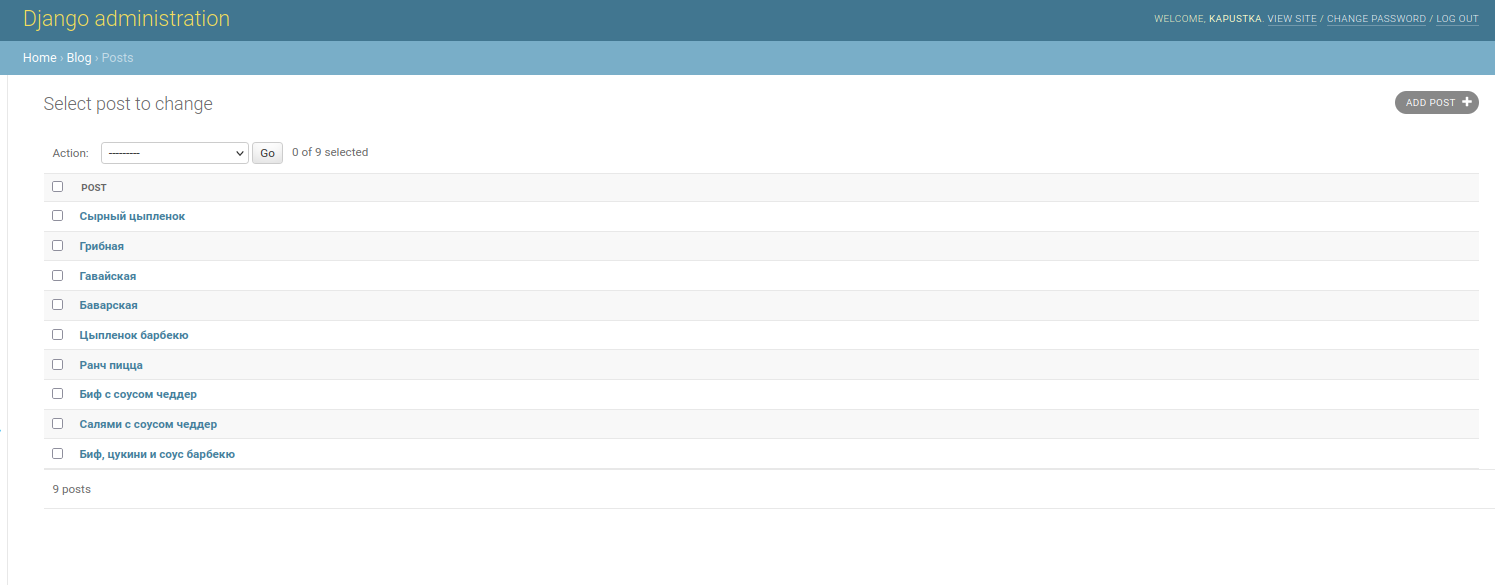 Django administration
WELCOME, KAPUSTKA. VIEW SITE / CHANGE PASSWORD / LOG OUT
Home › Blog › Posts
Select post to change
ADD POST +
Action: --------- Go 0 of 9 selected
POST
Сырный цыпленок
Грибная
Гавайская
Баварская
Цыпленок барбекю
Ранч пицца
Биф с соусом чеддер
Салями с соусом чеддер
Биф, цукини и соус барбекю
9 posts